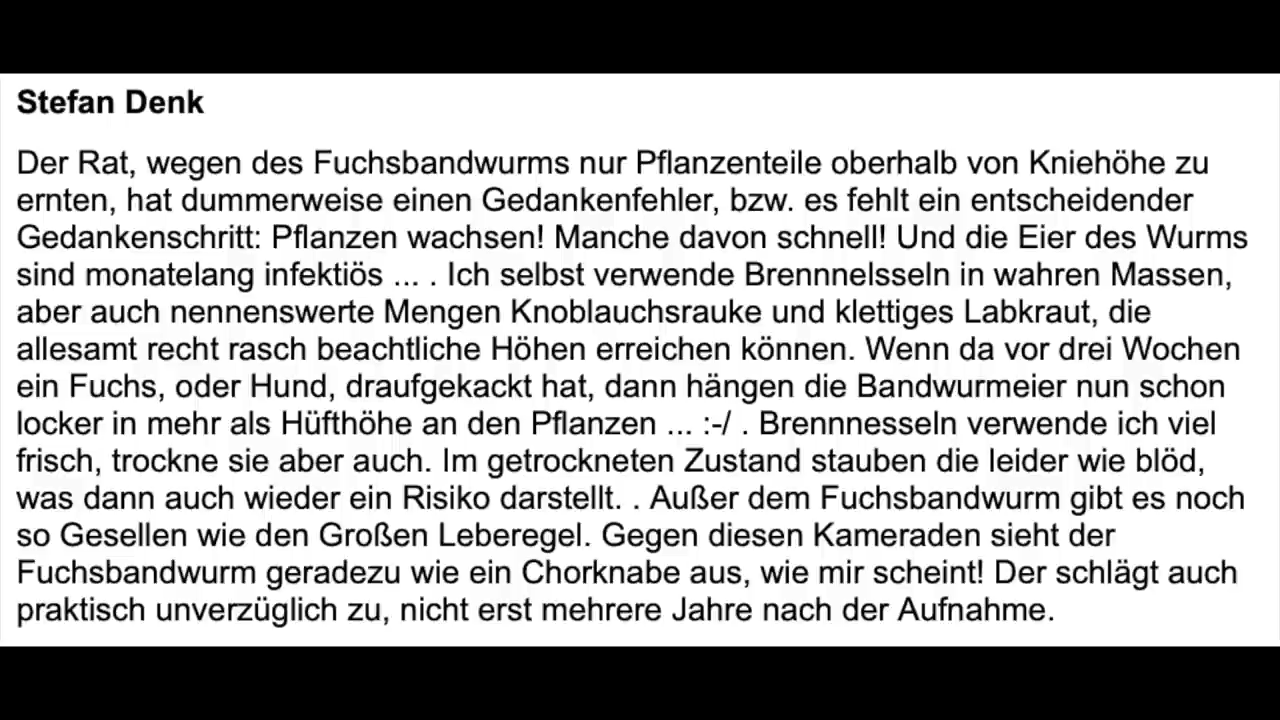 Stefan Denk
Der Rat, wegen des Fuchsbandwurms nur Pflanzenteile oberhalb von Kniehöhe zu
ernten, hat dummerweise einen Gedankenfehler, bzw. es fehlt ein entscheidender
Gedankenschritt: Pflanzen wachsen! Manche davon schnell! Und die Eier des Wurms
sind monatelang infektiös ... . Ich selbst verwende Brennnelsseln in wahren Massen,
aber auch nennenswerte Mengen Knoblauchsrauke und klettiges Labkraut, die
allesamt recht rasch beachtliche Höhen erreichen können. Wenn da vor drei Wochen
ein Fuchs, oder Hund, draufgekackt hat, dann hängen die Bandwurmeier nun schon
locker in mehr als Hüfthöhe an den Pflanzen ... :-/ . Brennnesseln verwende ich viel
frisch, trockne sie aber auch. Im getrockneten Zustand stauben die leider wie blöd,
was dann auch wieder ein Risiko darstellt. . Außer dem Fuchsbandwurm gibt es noch
so Gesellen wie den Großen Leberegel. Gegen diesen Kameraden sieht der
Fuchsbandwurm geradezu wie ein Chorknabe aus, wie mir scheint! Der schlägt auch
praktisch unverzüglich zu, nicht erst mehrere Jahre nach der Aufnahme.